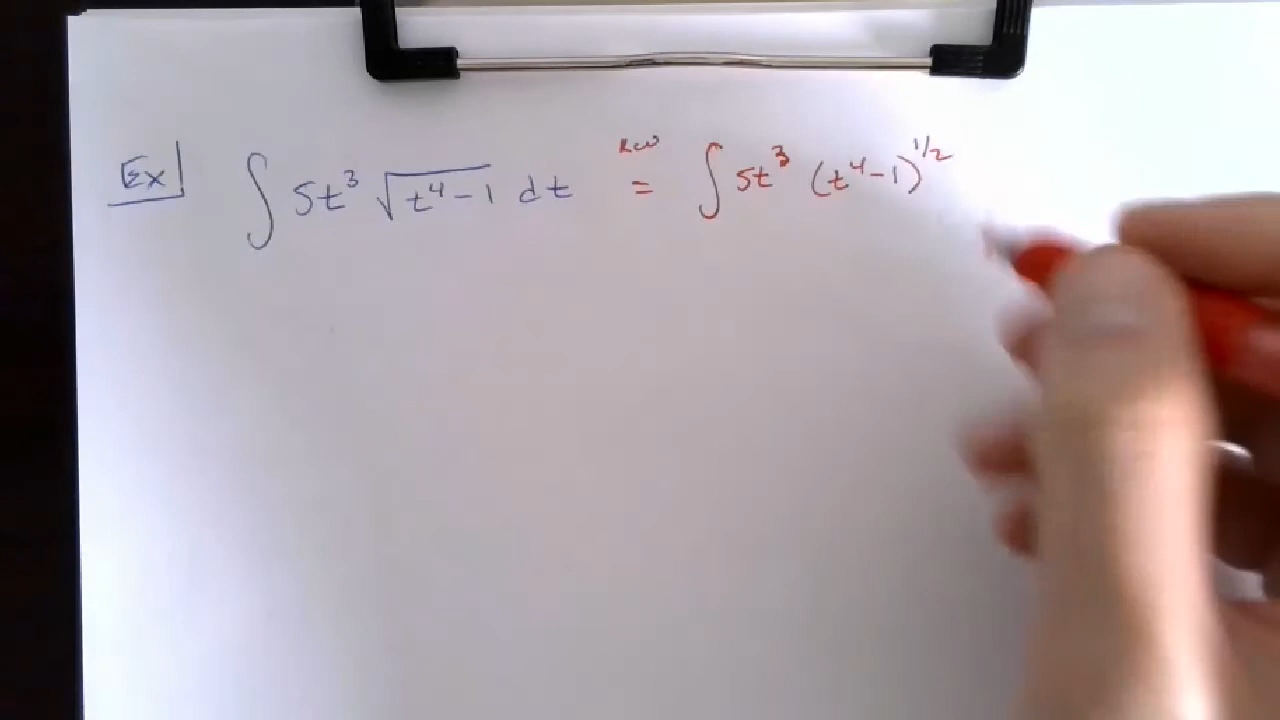 Ex ∫ 5t³ √(t⁴-1) dt = ∫ 5t³ (t⁴-1)^1/2